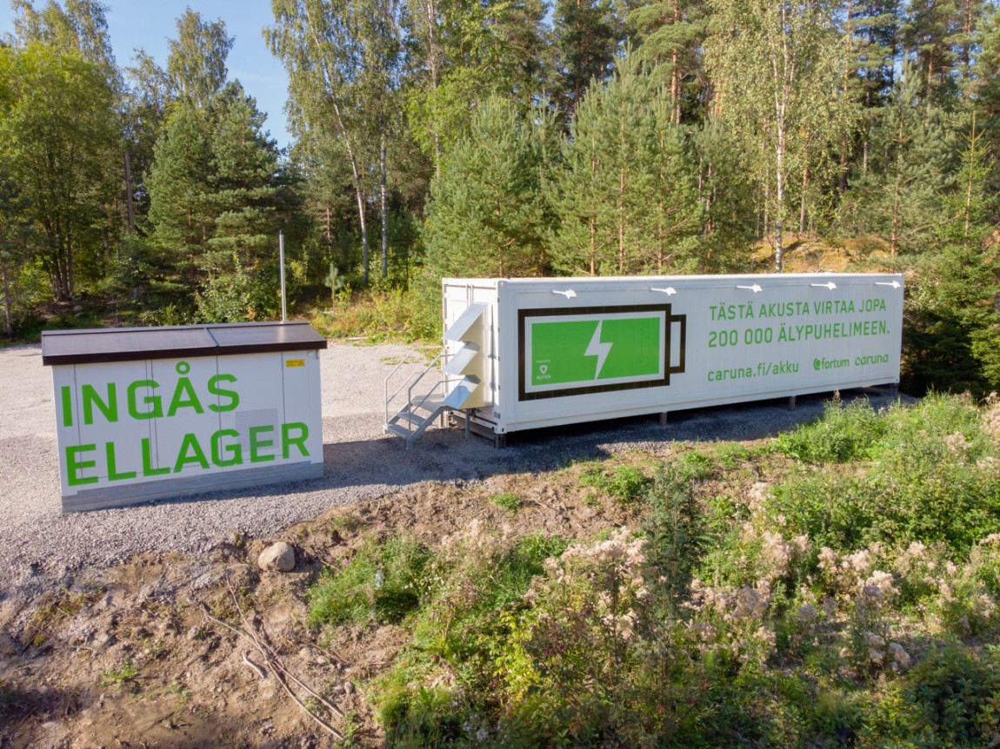 INGÅS
ELLAGER
TÄSTÄ AKUSTA VIRTAA JOPA
200 000 ÄLYPUHELIMEEN.
caruna.fi/akku fortum caruna